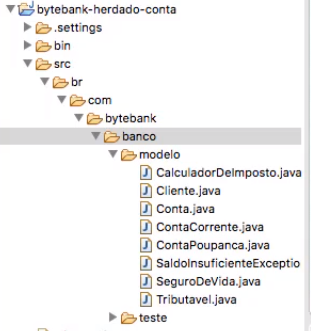 bytebank-herdado-conta
.settings
bin
src
br
com
bytebank
banco
modelo
CalculadorDeImposto.java
Cliente.java
Conta.java
ContaCorrente.java
ContaPoupanca.java
SaldoInsuficienteExceptio
SeguroDeVida.java
Tributavel.java
teste